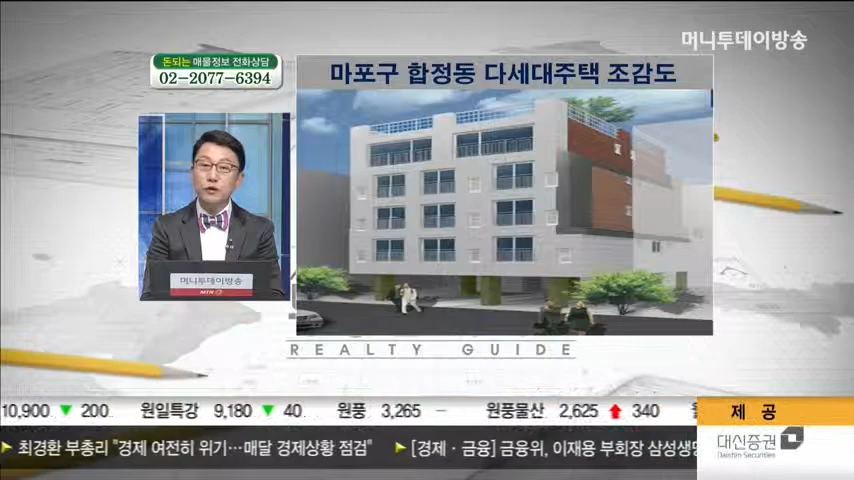 머니투데이방송
돈되는 매물정보 전화상담
02-2077-6394
마포구 합정동 다세대주택 조감도
머니투데이방송
MTN
REALTY GUIDE
10,900 ▼ 200 원일특강 9,180 ▼ 40 원풍 3,265 – 원풍물산 2,625 ↑ 340
제 공
최경환 부총리 "경제 여전히 위기…매달 경제상황 점검" [경제 · 금융] 금융위, 이재용 부회장 삼성생명
대신증권
Daishin Securities